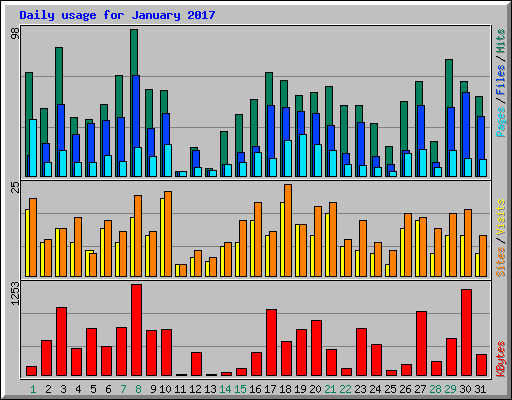 Daily usage for January 2017
98
Pages / Files / Hits
25
Sites / Visits
1253
KBytes
1 2 3 4 5 6 7 8 9 10 11 12 13 14 15 16 17 18 19 20 21 22 23 24 25 26 27 28 29 30 31